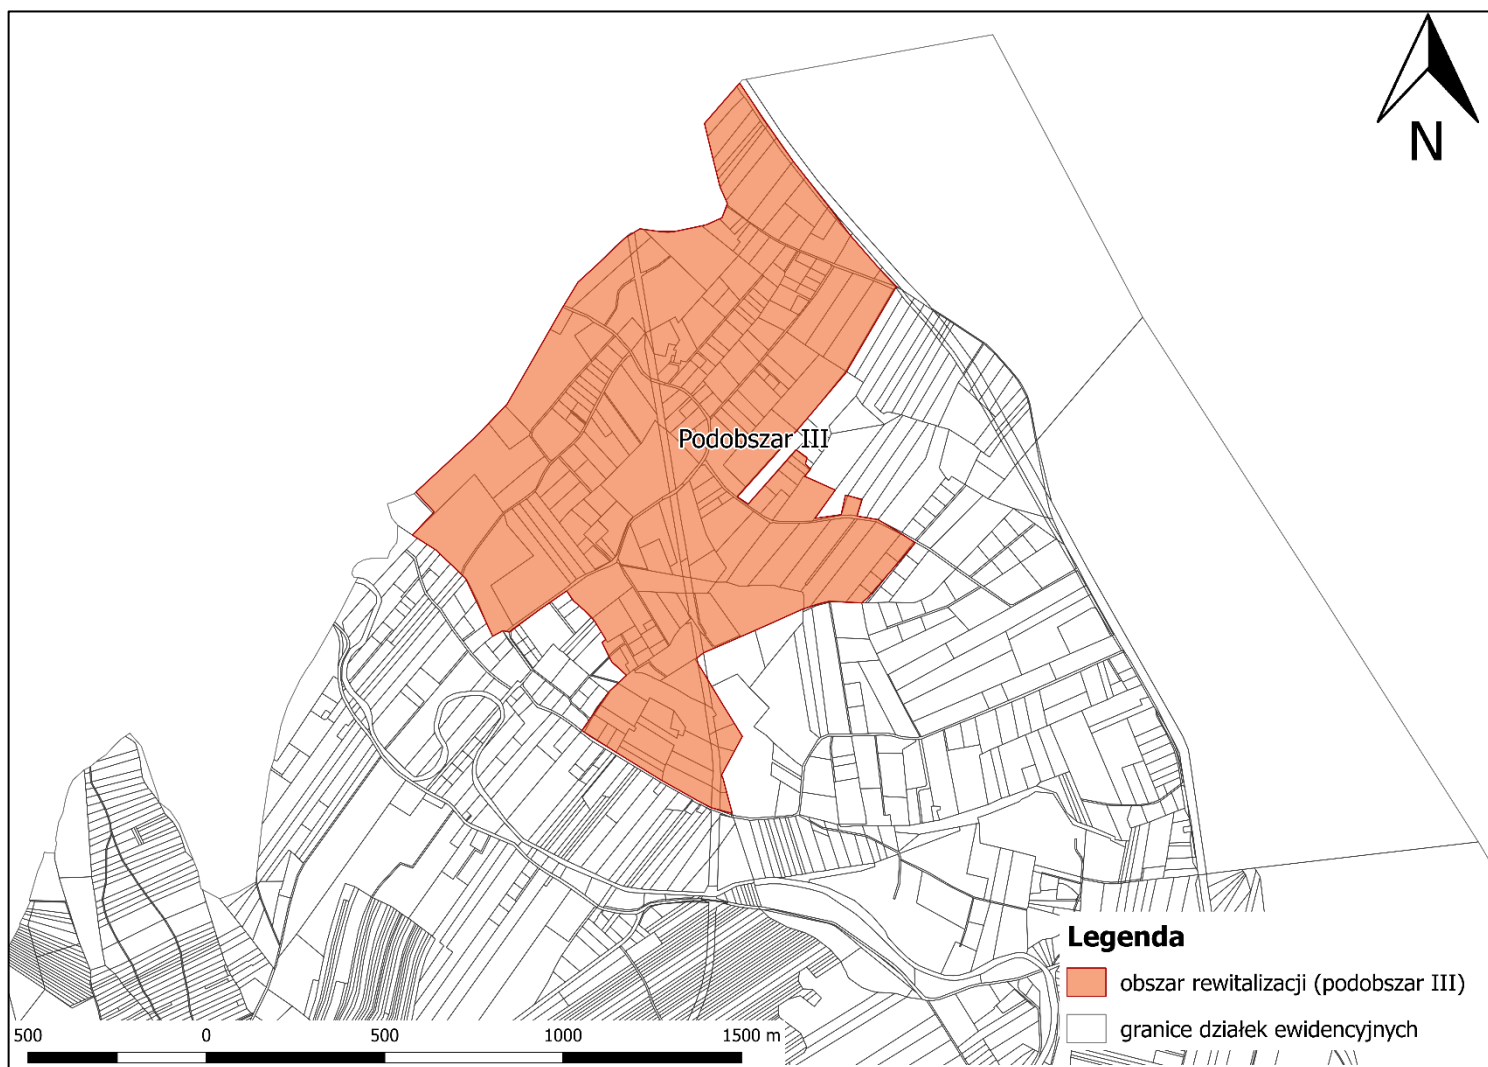 N
Podobszar III
Legenda
obszar rewitalizacji (podobszar III)
granice działek ewidencyjnych
500 0 500 1000 1500 m